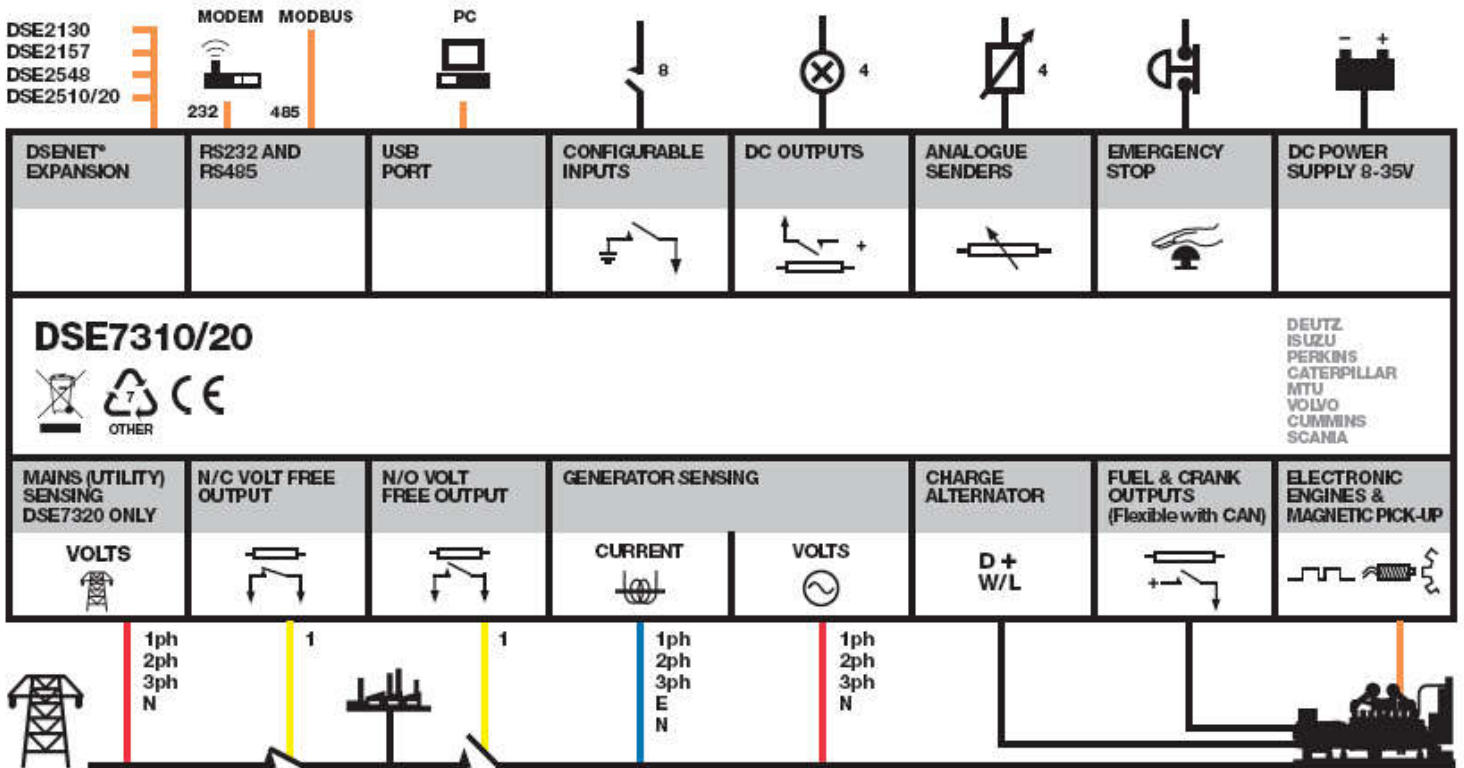 DSE2130
DSE2157
DSE2548
DSE2510/20
MODEM
MODBUS
PC
232
485
8
4
4
- +
DSENET®
EXPANSION
RS232 AND
RS485
USB
PORT
CONFIGURABLE
INPUTS
DC OUTPUTS
ANALOGUE
SENDERS
EMERGENCY
STOP
DC POWER
SUPPLY 8-35V
+
DSE7310/20
7
OTHER
CE
DEUTZ
ISUZU
PERKINS
CATERPILLAR
MTU
VOLVO
CUMMINS
SCANIA
MAINS (UTILITY)
SENSING
DSE7320 ONLY
N/C VOLT FREE
OUTPUT
N/O VOLT
FREE OUTPUT
GENERATOR SENSING
CHARGE
ALTERNATOR
FUEL & CRANK
OUTPUTS
(Flexible with CAN)
ELECTRONIC
ENGINES &
MAGNETIC PICK-UP
VOLTS
CURRENT
VOLTS
D +
W/L
+
1ph
2ph
3ph
N
1
1
1ph
2ph
3ph
E
N
1ph
2ph
3ph
N